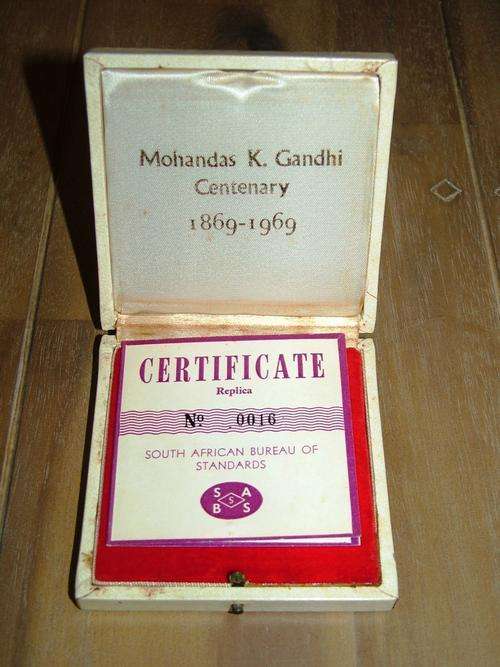 Mohandas K. Gandhi
Centenary
1869-1969
CERTIFICATE
Replica
Nº 0016
SOUTH AFRICAN BUREAU OF
STANDARDS
S A
S
B S